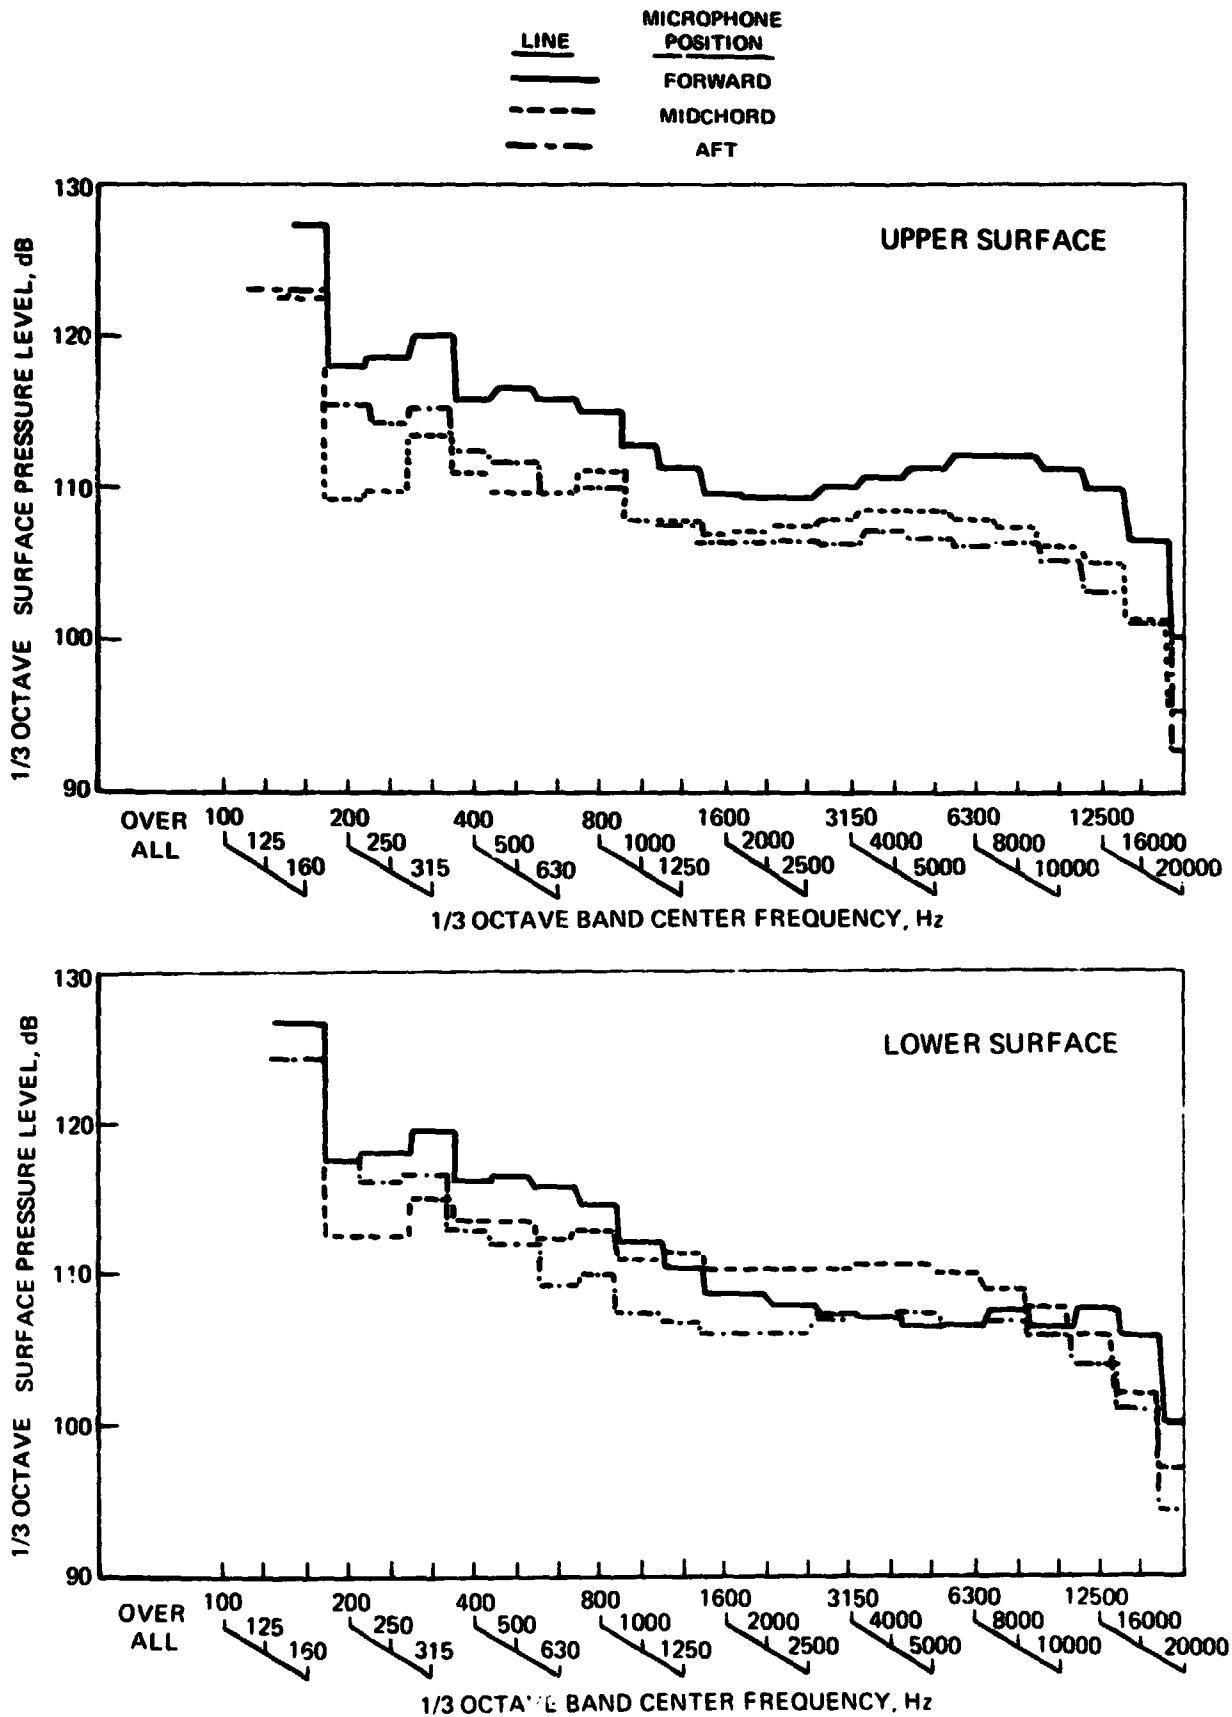 LINE MICROPHONE POSITION
FORWARD
MIDCHORD
AFT
1/3 OCTAVE SURFACE PRESSURE LEVEL, dB
130
120
110
100
90
UPPER SURFACE
OVER ALL
100 200 400 800 1600 3150 6300 12500
125 250 500 1000 2000 4000 8000 16000
160 315 630 1250 2500 5000 10000 20000
1/3 OCTAVE BAND CENTER FREQUENCY, Hz
1/3 OCTAVE SURFACE PRESSURE LEVEL, dB
130
120
110
100
90
LOWER SURFACE
OVER ALL
100 200 400 800 1600 3150 6300 12500
125 250 500 1000 2000 4000 8000 16000
160 315 630 1250 2500 5000 10000 20000
1/3 OCTAVE BAND CENTER FREQUENCY, Hz